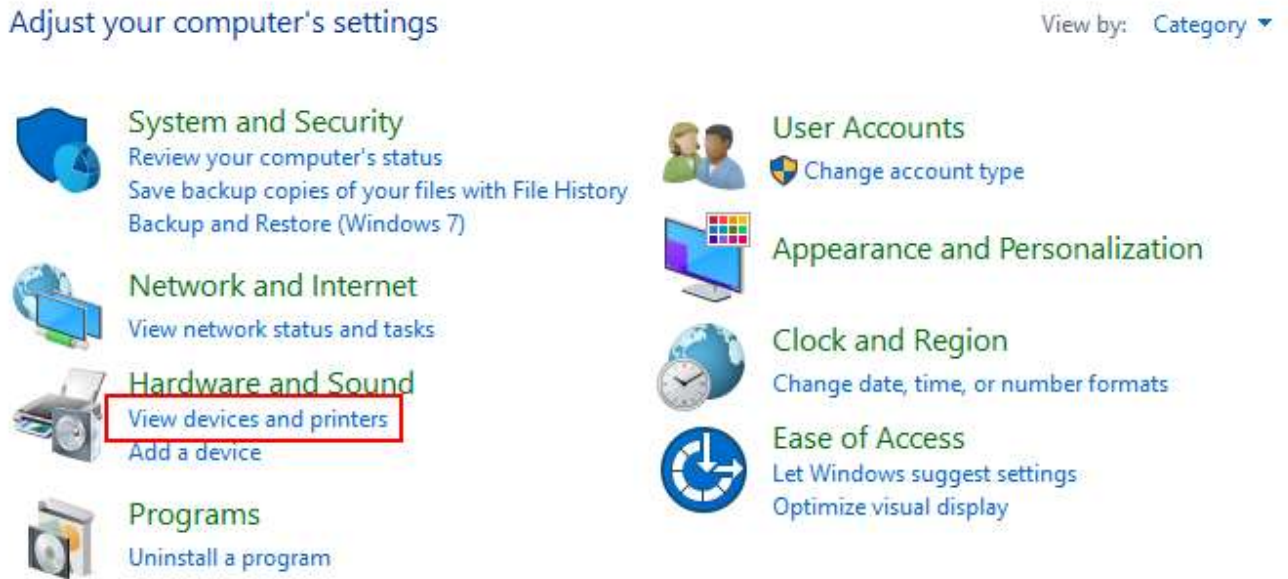 Adjust your computer's settings
View by: Category
System and Security
Review your computer's status
Save backup copies of your files with File History
Backup and Restore (Windows 7)
Network and Internet
View network status and tasks
Hardware and Sound
View devices and printers
Add a device
Programs
Uninstall a program
User Accounts
Change account type
Appearance and Personalization
Clock and Region
Change date, time, or number formats
Ease of Access
Let Windows suggest settings
Optimize visual display